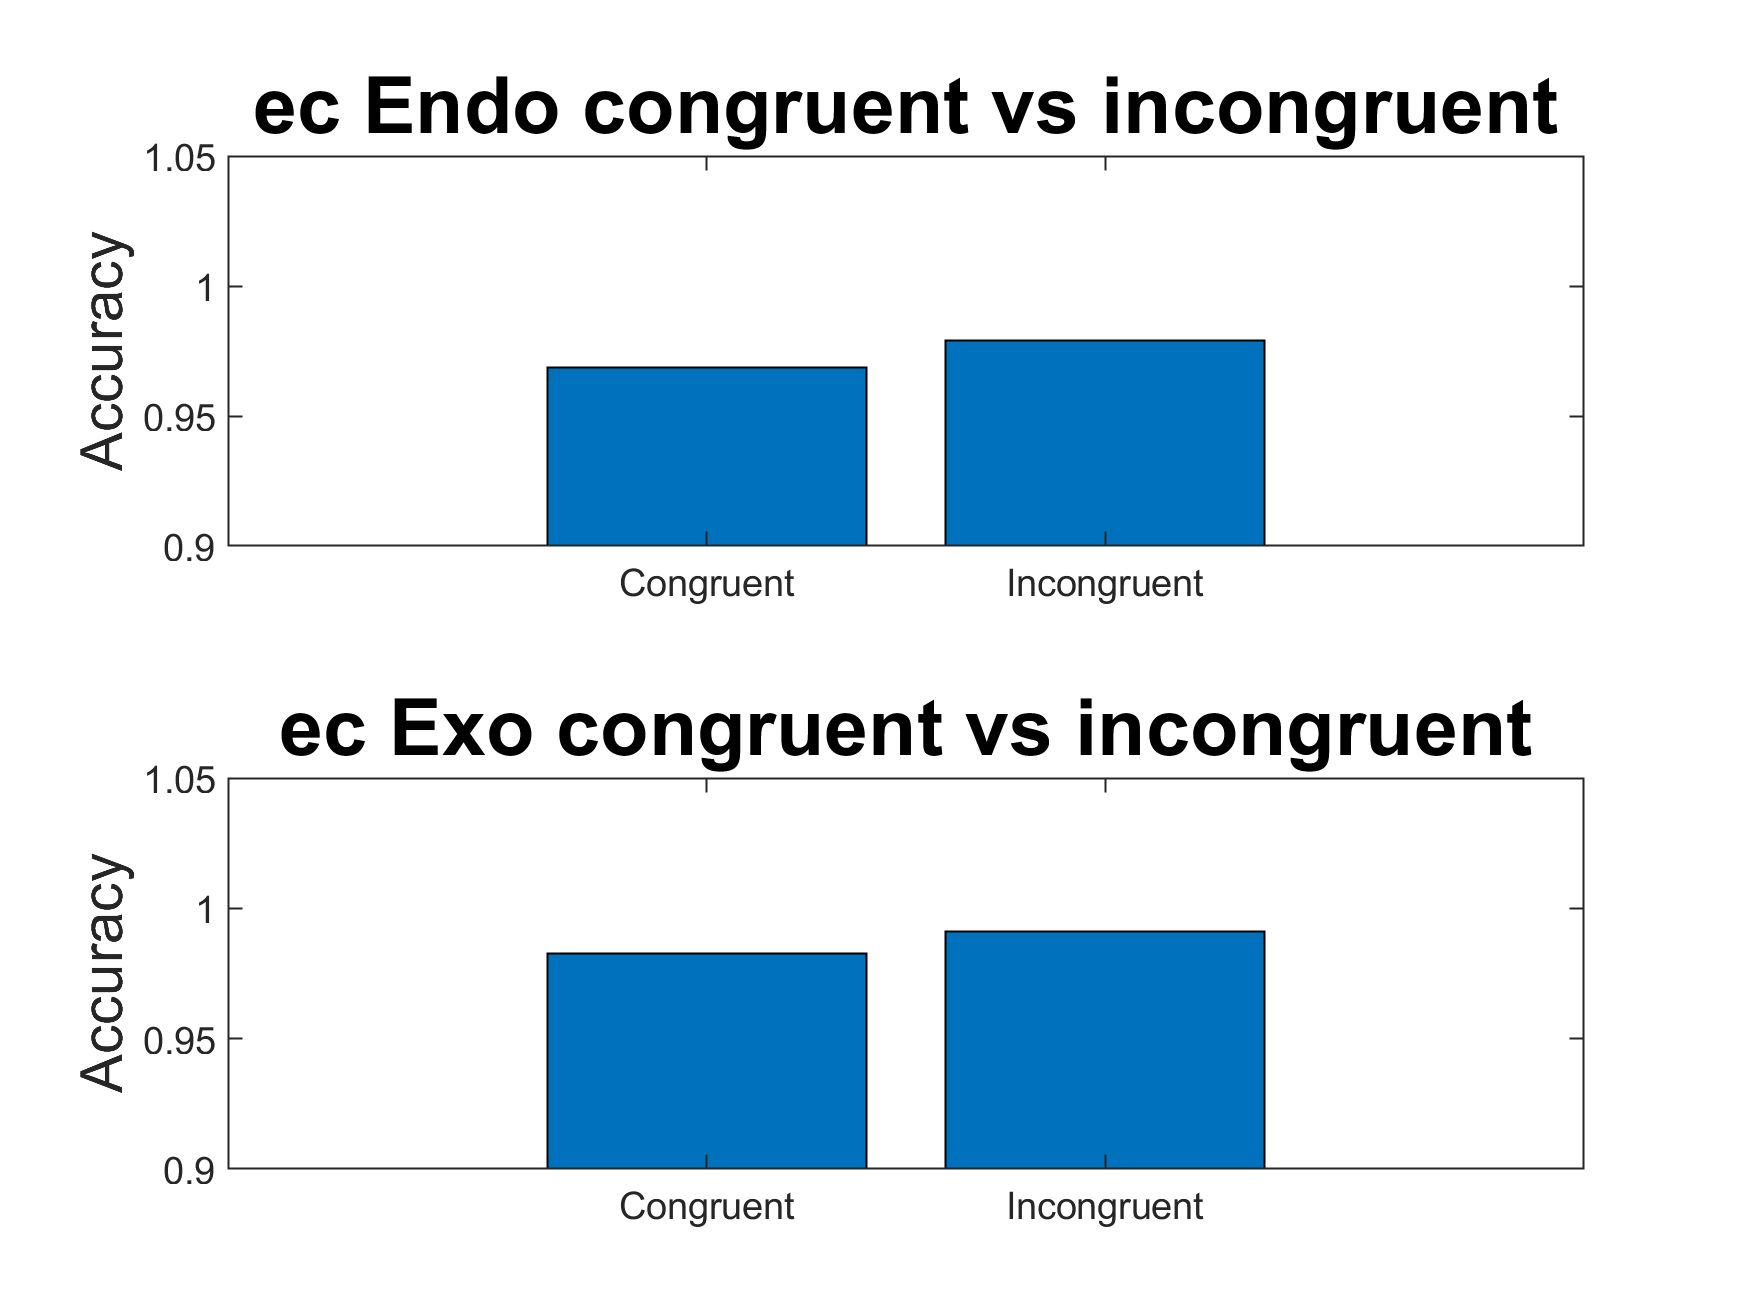 ec Endo congruent vs incongruent
1.05
1
0.95
0.9
Accuracy
Congruent Incongruent
ec Exo congruent vs incongruent
1.05
1
0.95
0.9
Accuracy
Congruent Incongruent